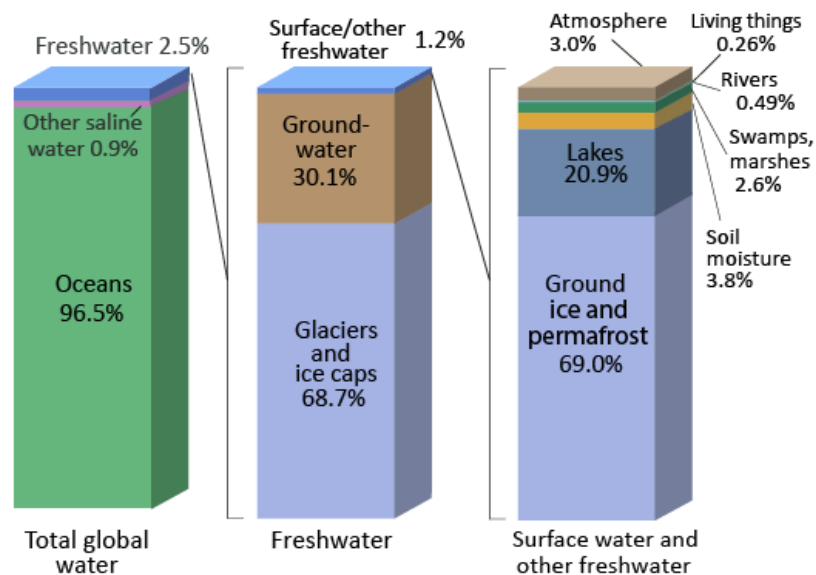 Freshwater 2.5%
Other saline
water 0.9%
Oceans
96.5%
Total global
water
Surface/other
freshwater
1.2%
Ground-
water
30.1%
Glaciers
and
ice caps
68.7%
Freshwater
Atmosphere
3.0%
Living things
0.26%
Rivers
0.49%
Swamps,
marshes
2.6%
Soil
moisture
3.8%
Lakes
20.9%
Ground
ice and
permafrost
69.0%
Surface water and
other freshwater